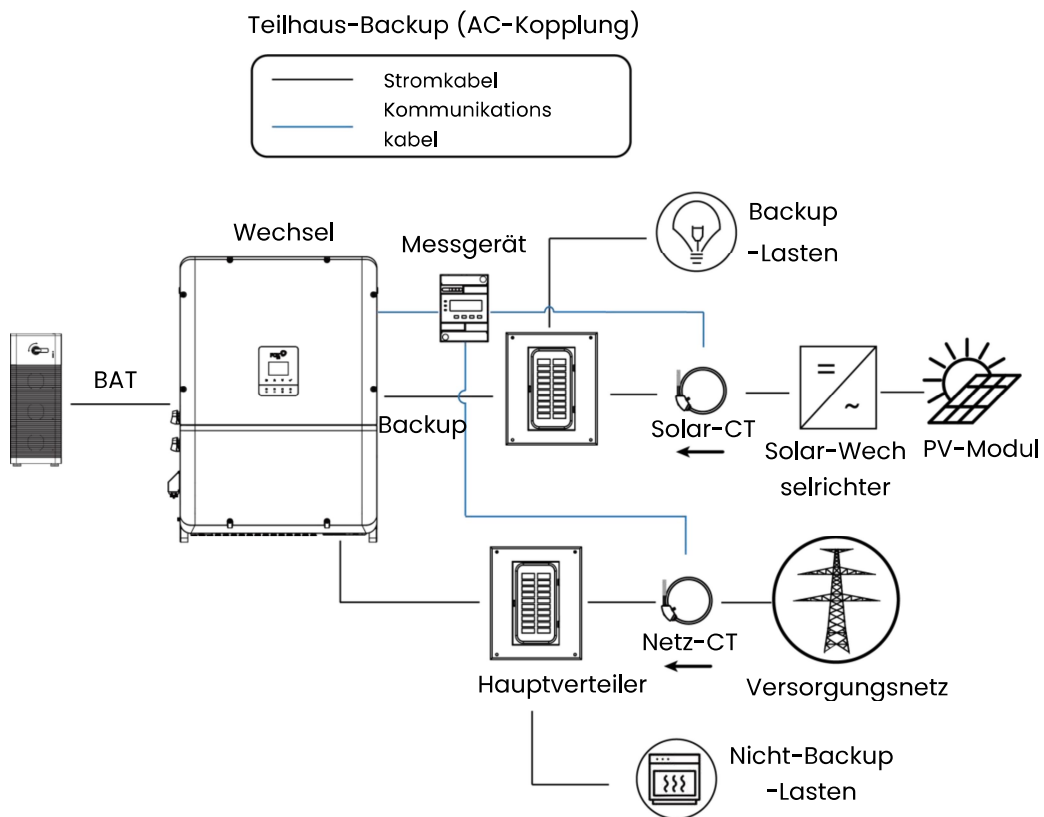 Teilhaus-Backup (AC-Kopplung)
Stromkabel
Kommunikations
kabel
Backup
-Lasten
Wechsel
Messgerät
BAT
Backup
Solar-CT
Solar-Wech
selrichter
PV-Modul
Netz-CT
Hauptverteiler
Versorgungsnetz
Nicht-Backup
-Lasten